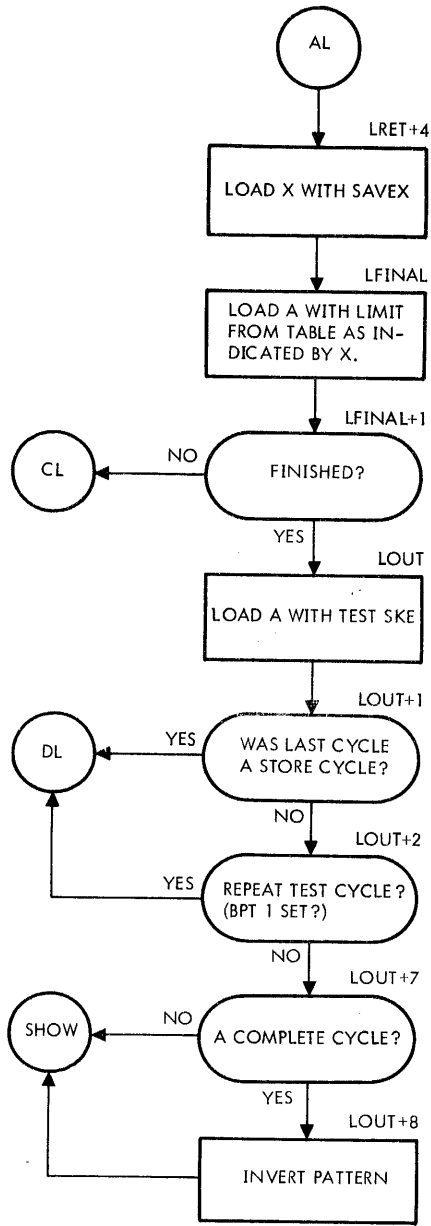 AL
LRET+4
LOAD X WITH SAVEX
LFINAL
LOAD A WITH LIMIT
FROM TABLE AS IN-
DICATED BY X.
LFINAL+1
CL
NO
FINISHED?
YES
LOUT
LOAD A WITH TEST SKE
LOUT+1
DL
YES
WAS LAST CYCLE
A STORE CYCLE?
NO
LOUT+2
YES
REPEAT TEST CYCLE?
(BPT 1 SET?)
NO
LOUT+7
SHOW
NO
A COMPLETE CYCLE?
YES
LOUT+8
INVERT PATTERN